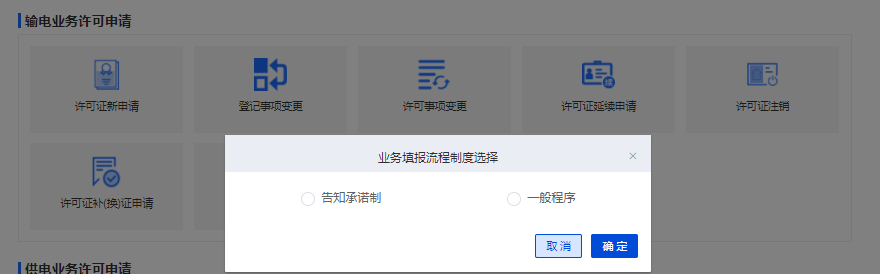 输电业务许可申请
许可证新申请
登记事项变更
许可事项变更
许可证延续申请
许可证注销
许可证补(换)证申请
业务填报流程制度选择
×
告知承诺制
一般程序
取消
确定
供电业务许可申请